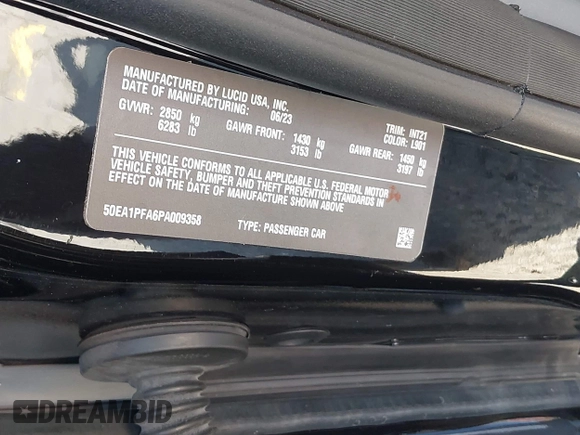 MANUFACTURED BY LUCID USA, INC.
DATE OF MANUFACTURING: 06/23
TRIM: INT21
COLOR: L961
GVWR: 2850 kg
6283 lb
GAWR FRONT: 1430 kg
3153 lb
GAWR REAR: 1450 kg
3197 lb
THIS VEHICLE CONFORMS TO ALL APPLICABLE U.S. FEDERAL MOTOR
VEHICLE SAFETY, BUMPER AND THEFT PREVENTION STANDARDS IN
EFFECT ON THE DATE OF MANUFACTURE SHOWN ABOVE
50EA1PFA6PA009358
TYPE: PASSENGER CAR
DREAMBID